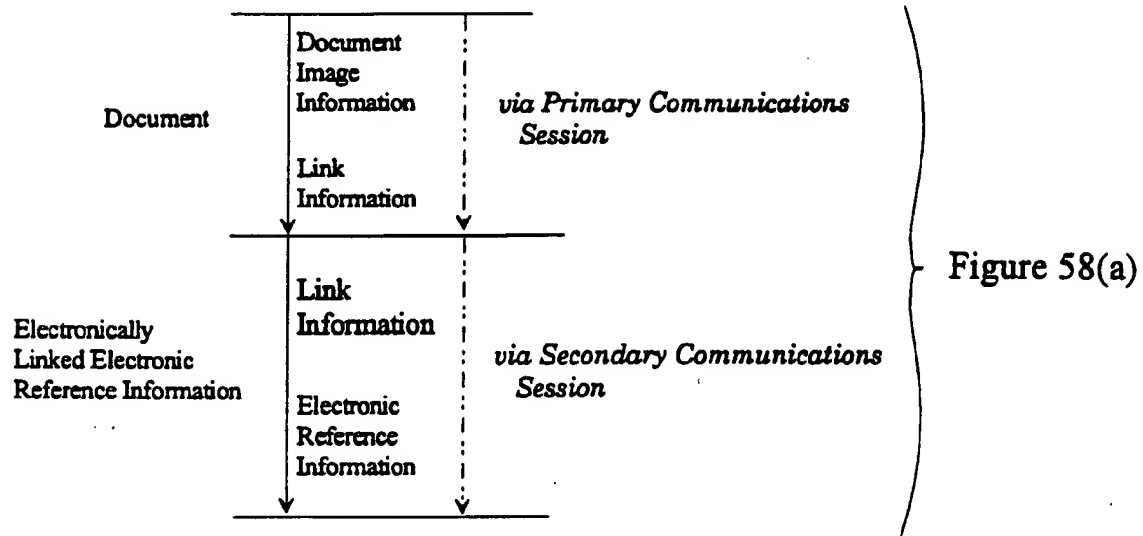 Document
Document
Image
Information
Link
Information
via Primary Communications
Session
Electronically
Linked Electronic
Reference Information
Link
Information
Electronic
Reference
Information
via Secondary Communications
Session
Figure 58(a)